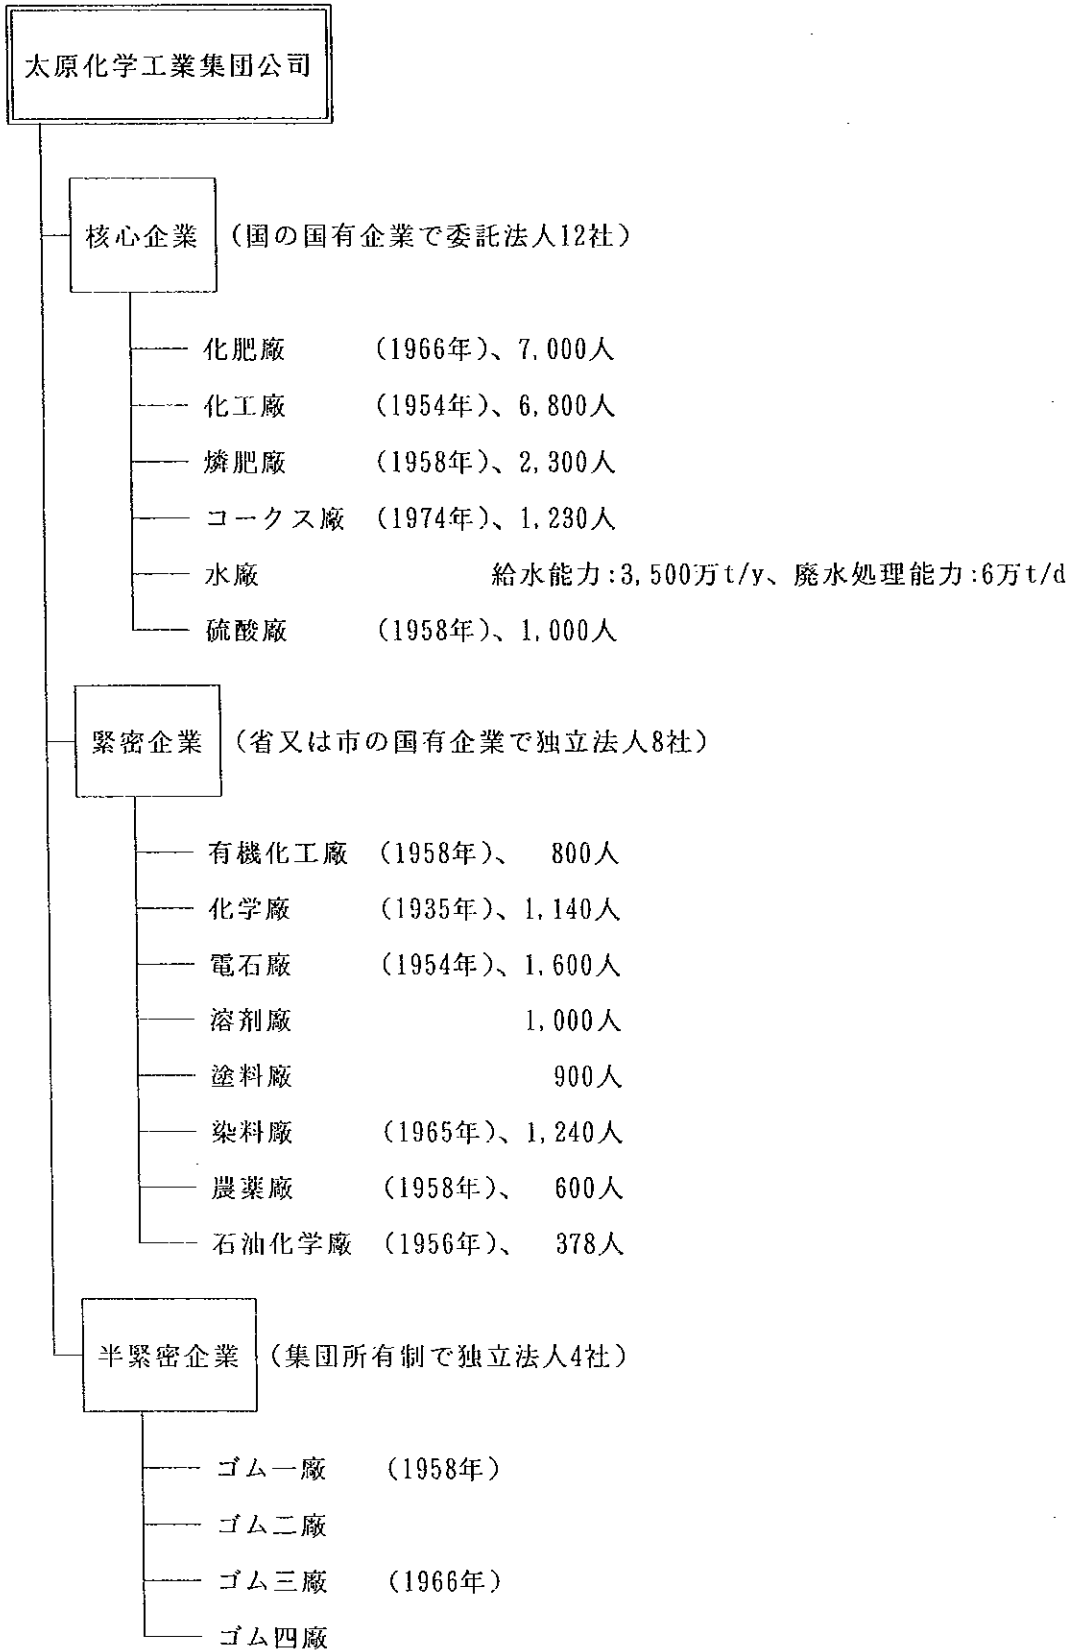 太原化学工業集団公司
核心企業 (国の国有企業で委託法人12社)
化肥廠 (1966年)、7,000人
化工廠 (1954年)、6,800人
燐肥廠 (1958年)、2,300人
コークス廠 (1974年)、1,230人
水廠 給水能力:3,500万t/y、廃水処理能力:6万t/d
硫酸廠 (1958年)、1,000人
緊密企業 (省又は市の国有企業で独立法人8社)
有機化工廠 (1958年)、 800人
化学廠 (1935年)、1,140人
電石廠 (1954年)、1,600人
溶剤廠 1,000人
塗料廠 900人
染料廠 (1965年)、1,240人
農薬廠 (1958年)、 600人
石油化学廠 (1956年)、 378人
半緊密企業 (集団所有制で独立法人4社)
ゴム一廠 (1958年)
ゴム二廠
ゴム三廠 (1966年)
ゴム四廠